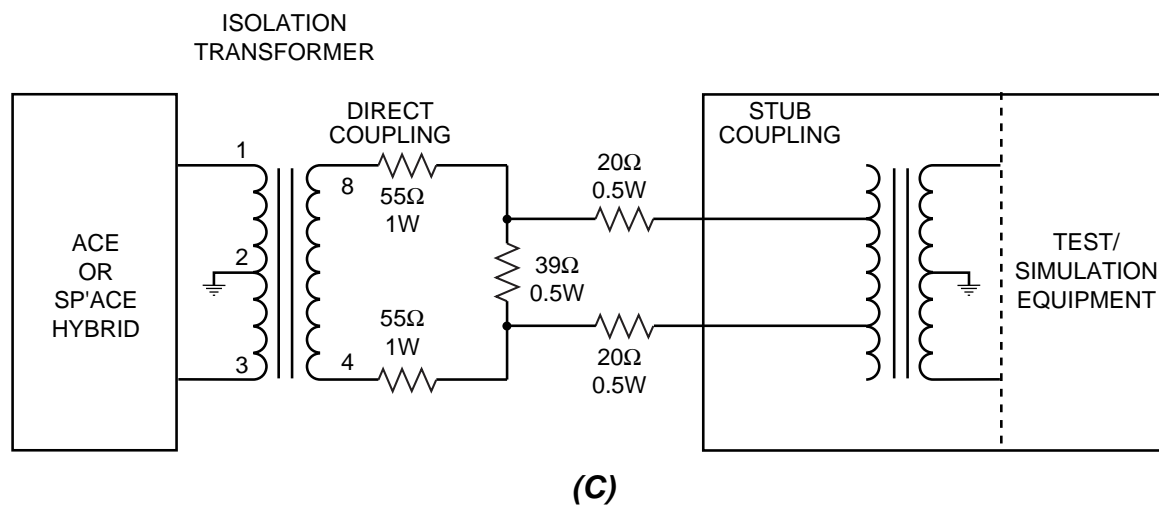 ISOLATION
TRANSFORMER
DIRECT
COUPLING
STUB
COUPLING
1
8
55Ω
1W
20Ω
0.5W
ACE
OR
SP'ACE
HYBRID
2
39Ω
0.5W
TEST/
SIMULATION
EQUIPMENT
55Ω
1W
3
4
20Ω
0.5W
(C)